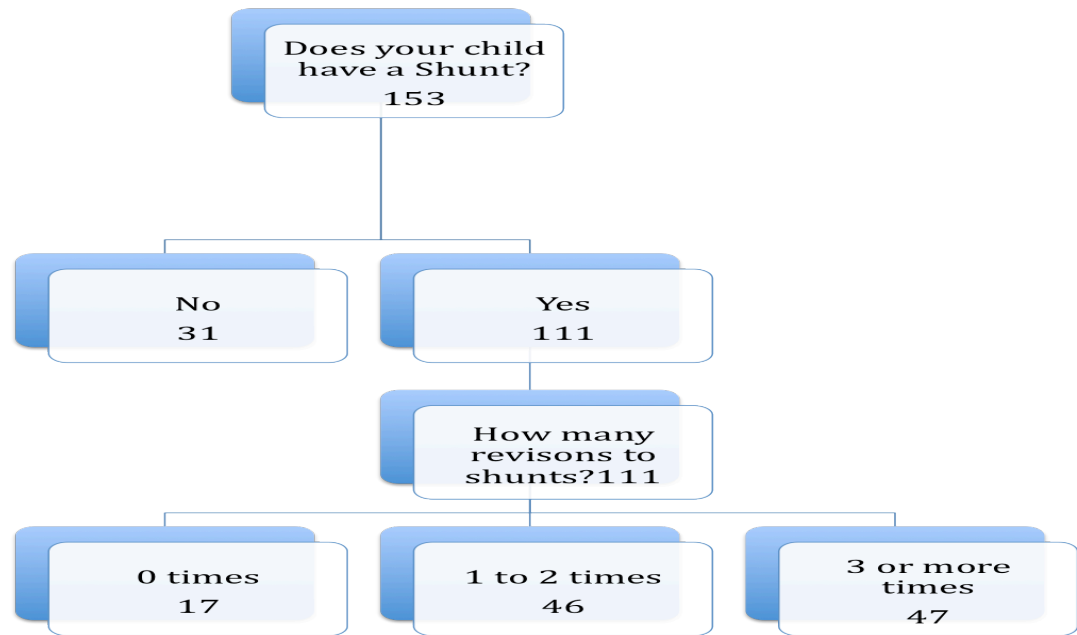 Does your child
have a Shunt?
153
No
31
Yes
111
How many
revisons to
shunts?111
0 times
17
1 to 2 times
46
3 or more
times
47